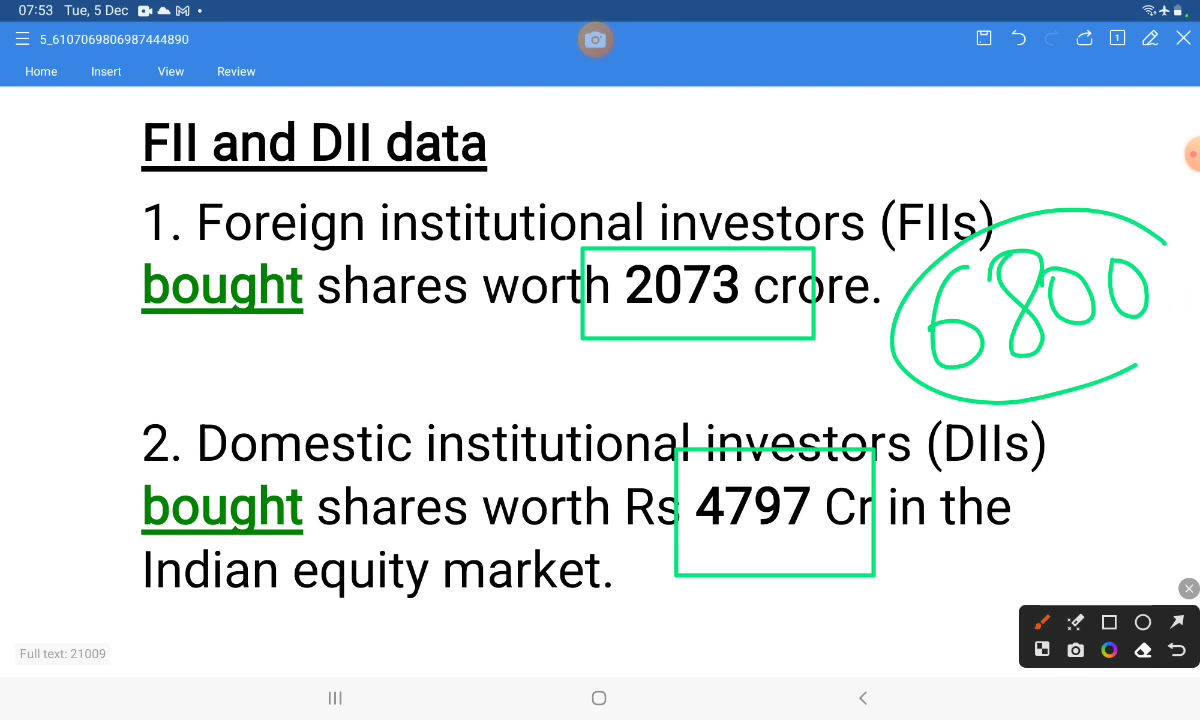 07:53 Tue, 5 Dec
5_6107069806987444890
1
Home Insert View Review
FII and DII data
1. Foreign institutional investors (FIIs)
bought shares worth 2073 crore.
6800
2. Domestic institutional investors (DIIs)
bought shares worth Rs 4797 Cr in the
Indian equity market.
Full text: 21009